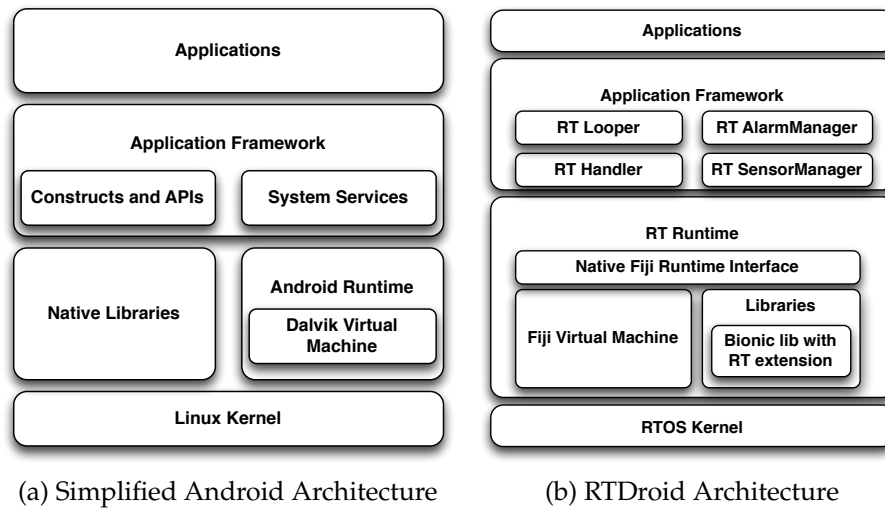 Applications
Application Framework
Constructs and APIs
System Services
Native Libraries
Android Runtime
Dalvik Virtual
Machine
Linux Kernel
(a) Simplified Android Architecture
Applications
Application Framework
RT Looper
RT AlarmManager
RT Handler
RT SensorManager
RT Runtime
Native Fiji Runtime Interface
Fiji Virtual Machine
Libraries
Bionic lib with
RT extension
RTOS Kernel
(b) RTDroid Architecture